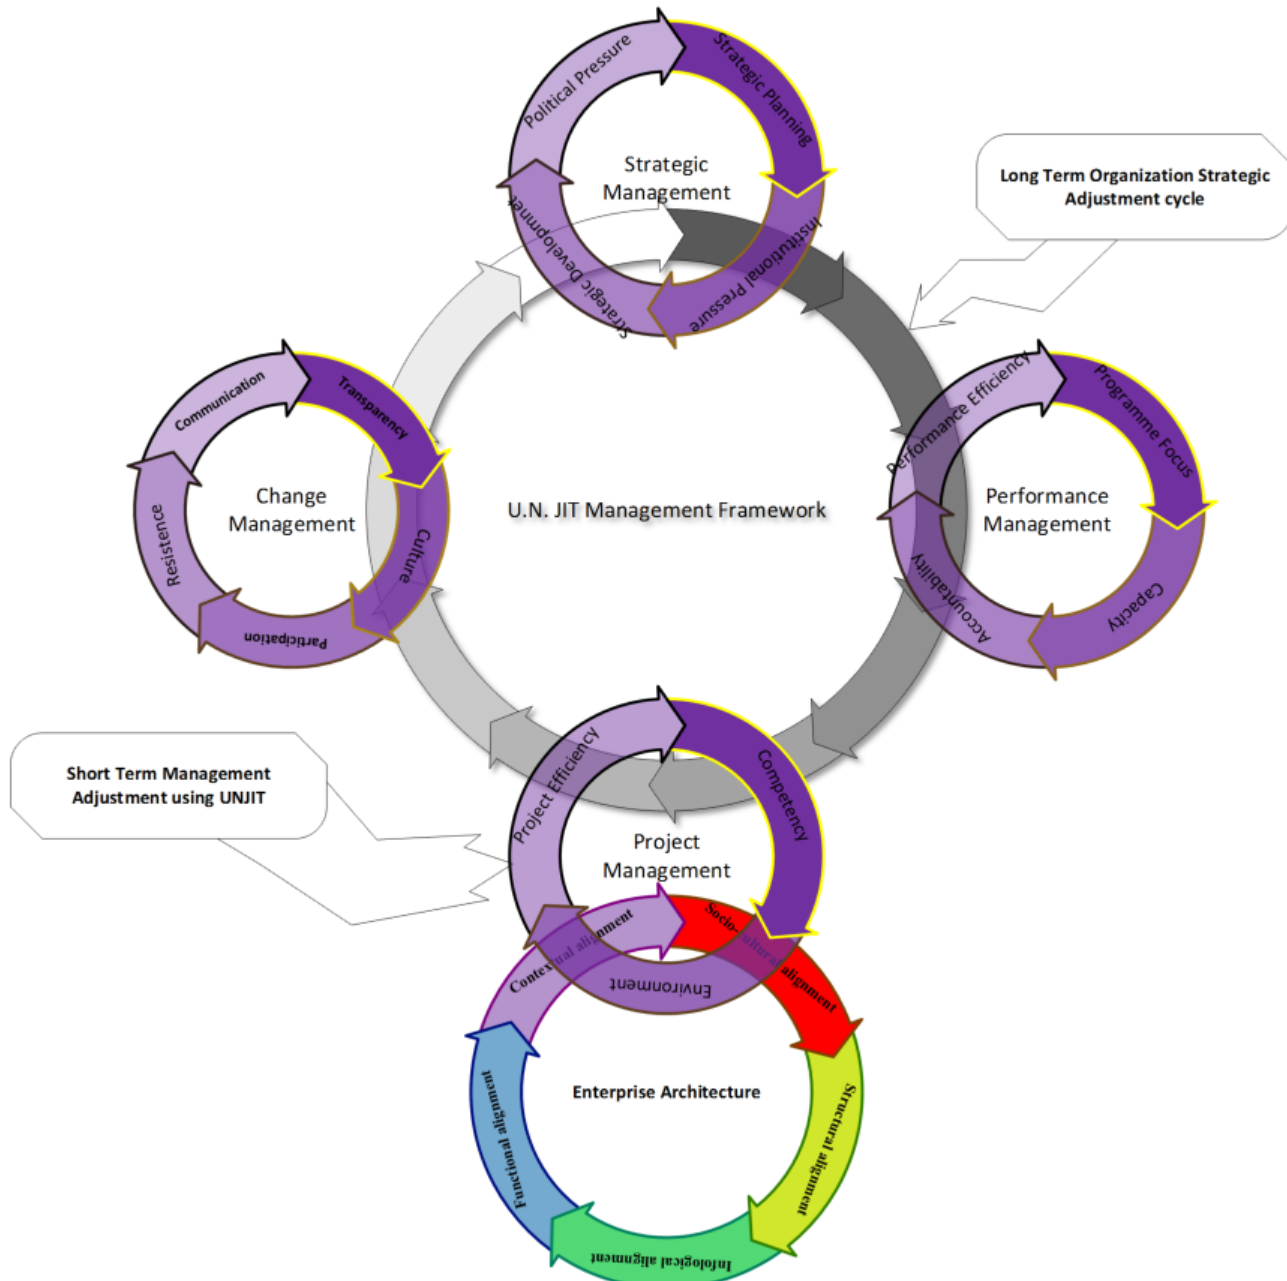 Political Pressure
Strategic Planning
Institutional Pressure
Strategic Developmnet
Strategic
Management
Long Term Organization Strategic
Adjustment cycle
Communication
Transparency
Culture
Participation
Resistence
Change
Management
U.N. JIT Management Framework
Performance Efficiency
Programme Focus
Capacity
Accountability
Performance
Management
Short Term Management
Adjustment using UNJIT
Project Efficiency
Competency
Environment
Project
Management
Contextual alignment
Socio-cultural alignment
Structural alignment
Infological alignment
Functional alignment
Enterprise Architecture